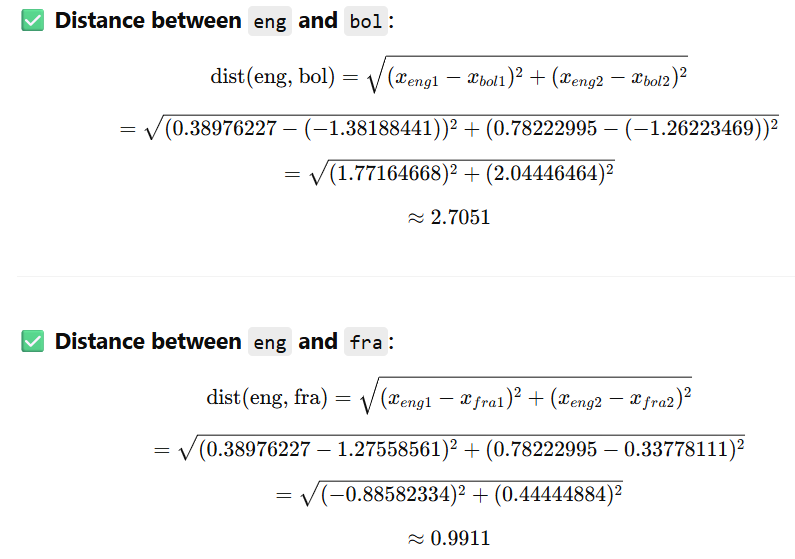 ✅ Distance between eng and bol:
dist(eng, bol) = √(x_eng1 − x_bol1)² + (x_eng2 − x_bol2)²
= √(0.38976227 − (−1.38188441))² + (0.78222995 − (−1.26223469))²
= √(1.77164668)² + (2.04446464)²
≈ 2.7051
✅ Distance between eng and fra:
dist(eng, fra) = √(x_eng1 − x_fra1)² + (x_eng2 − x_fra2)²
= √(0.38976227 − 1.27558561)² + (0.78222995 − 0.33778111)²
= √(−0.88582334)² + (0.44444884)²
≈ 0.9911